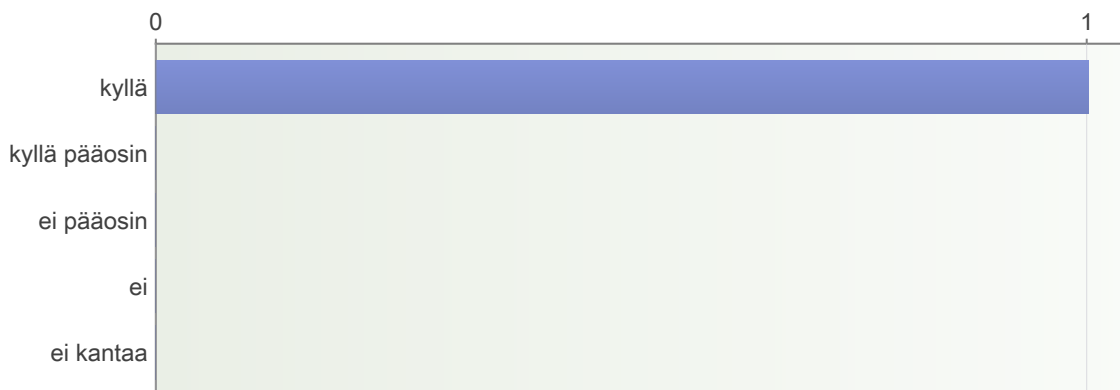 0 1
kyllä
kyllä pääosin
ei pääosin
ei
ei kantaa